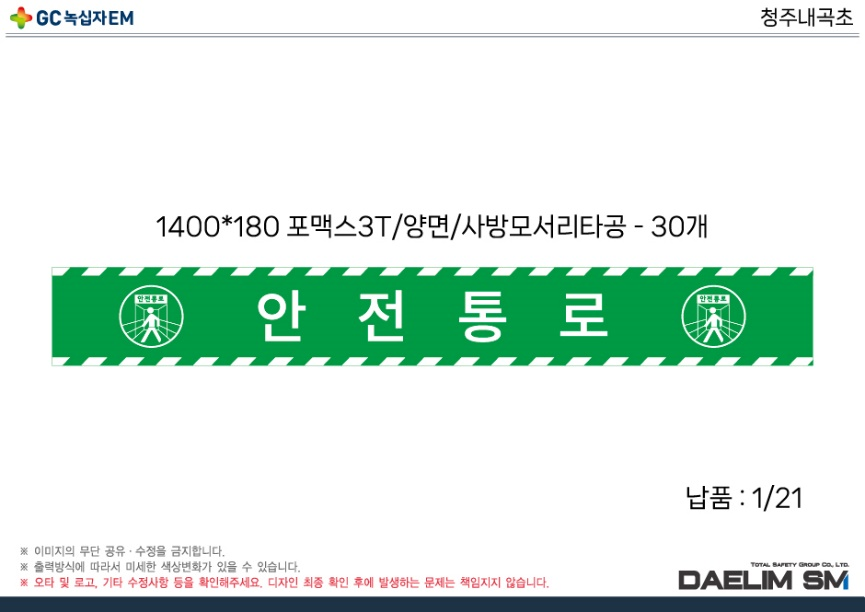 GC녹십자EM
청주내곡초
1400*180 포맥스3T/양면/사방모서리타공 - 30개
안전통로
안 전 통 로
안전통로
납품 : 1/21
※ 이미지의 무단 공유 · 수정을 금지합니다.
※ 출력방식에 따라서 미세한 색상변화가 있을 수 있습니다.
※ 오타 및 로고, 기타 수정사항 등을 확인해주세요. 디자인 최종 확인 후에 발생하는 문제는 책임지지 않습니다.
TOTAL SAFETY GROUP CO., LTD.
DAELIM SM